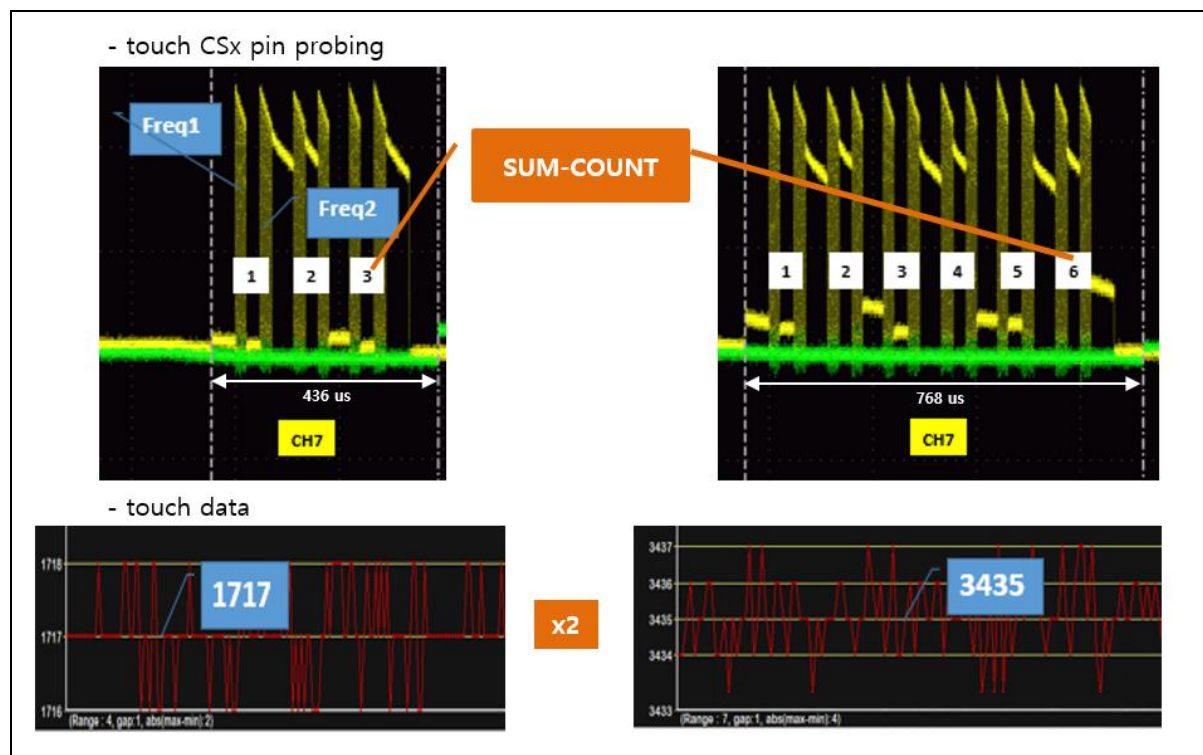 - touch CSx pin probing
Freq1
Freq2
SUM-COUNT
1 2 3
1 2 3 4 5 6
436 us
768 us
CH7
CH7
- touch data
1718
1717
1716
1717
(Range : 4, gap:1, abs(max-min):2)
x2
3437
3436
3435
3434
3433
3435
(Range : 7, gap:1, abs(max-min):4)